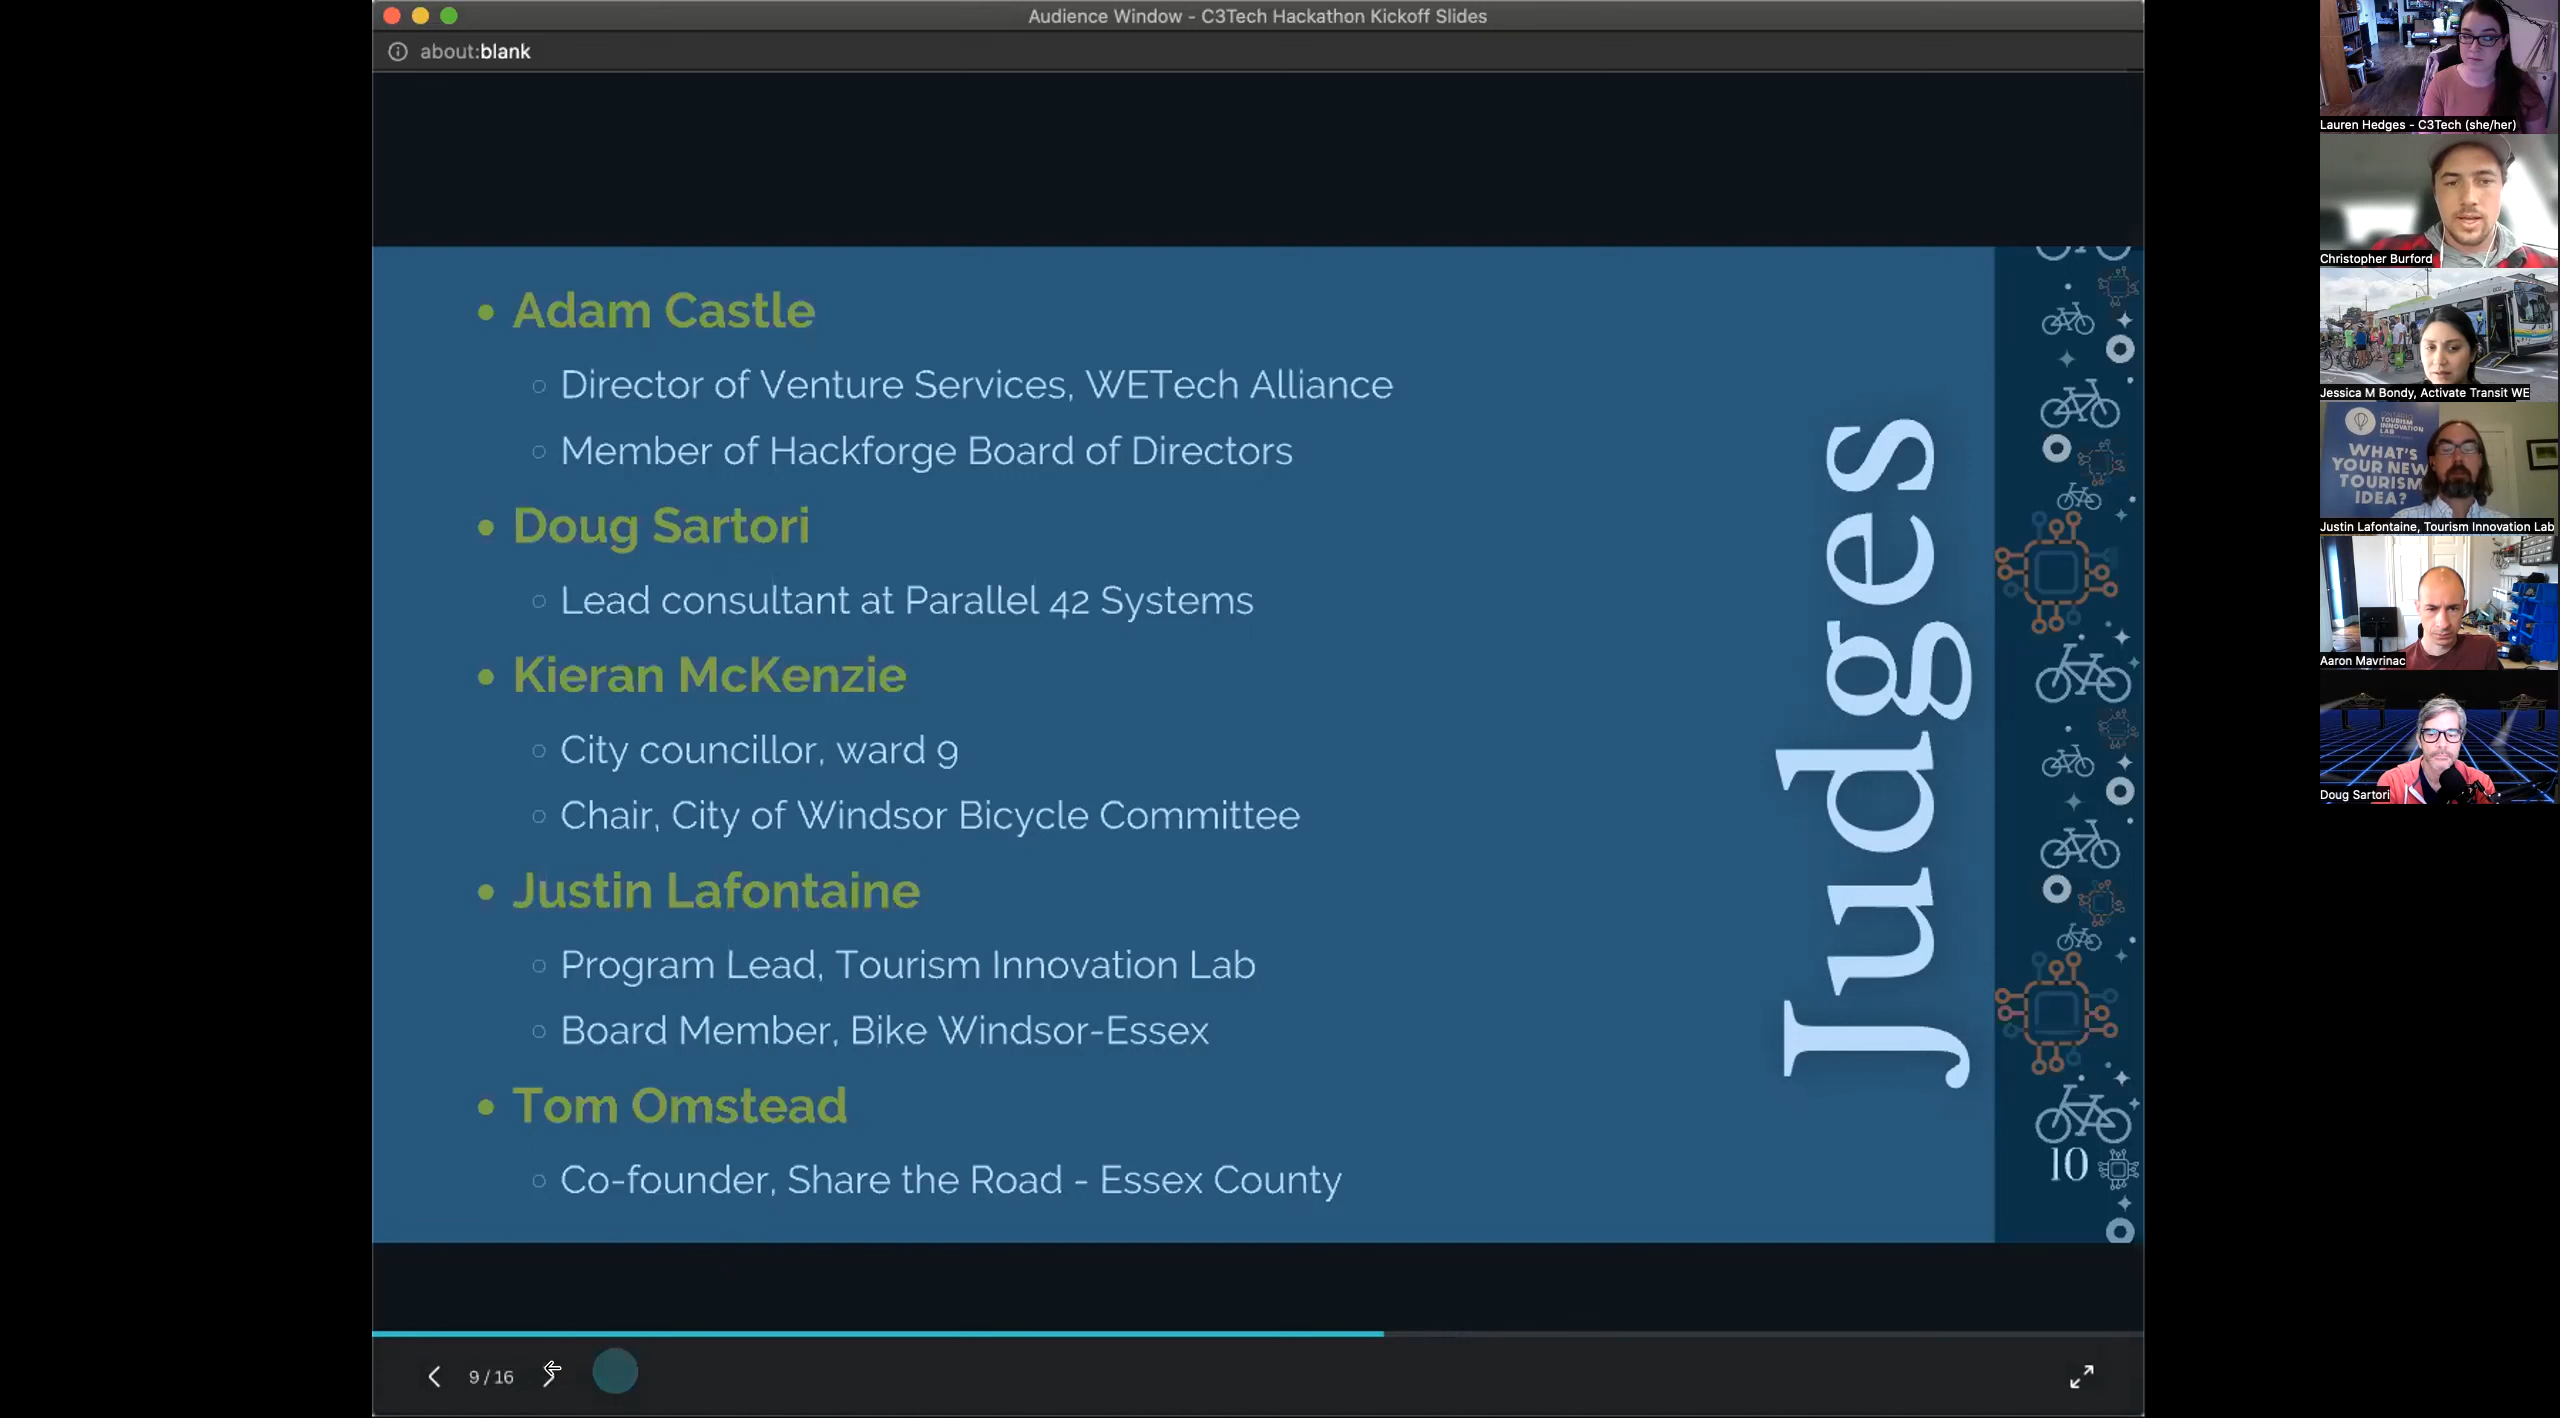 Audience Window - C3Tech Hackathon Kickoff Slides
about:blank
Adam Castle
Director of Venture Services, WETech Alliance
Member of Hackforge Board of Directors
Doug Sartori
Lead consultant at Parallel 42 Systems
Kieran McKenzie
City councillor, ward 9
Chair, City of Windsor Bicycle Committee
Justin Lafontaine
Program Lead, Tourism Innovation Lab
Board Member, Bike Windsor-Essex
Tom Omstead
Co-founder, Share the Road - Essex County
Judges
10
9 / 16
Lauren Hedges - C3Tech (she/her)
Christopher Burford
Jessica M Bondy, Activate Transit WE
ONTARIO
TOURISM
INNOVATION
LAB
WHAT'S
YOUR NEW
TOURISM
IDEA?
Justin Lafontaine, Tourism Innovation Lab
Aaron Mavrinac
Doug Sartori